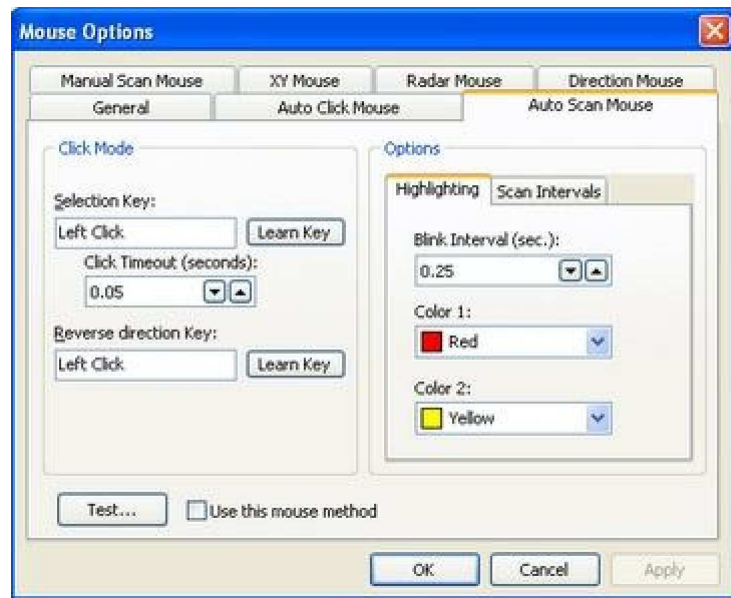 Mouse Options
Manual Scan Mouse XY Mouse Radar Mouse Direction Mouse
General Auto Click Mouse Auto Scan Mouse
Click Mode
Selection Key:
Left Click Learn Key
Click Timeout (seconds):
0.05
Reverse direction Key:
Left Click Learn Key
Options
Highlighting Scan Intervals
Blink Interval (sec.):
0.25
Color 1:
Red
Color 2:
Yellow
Test... Use this mouse method
OK Cancel Apply